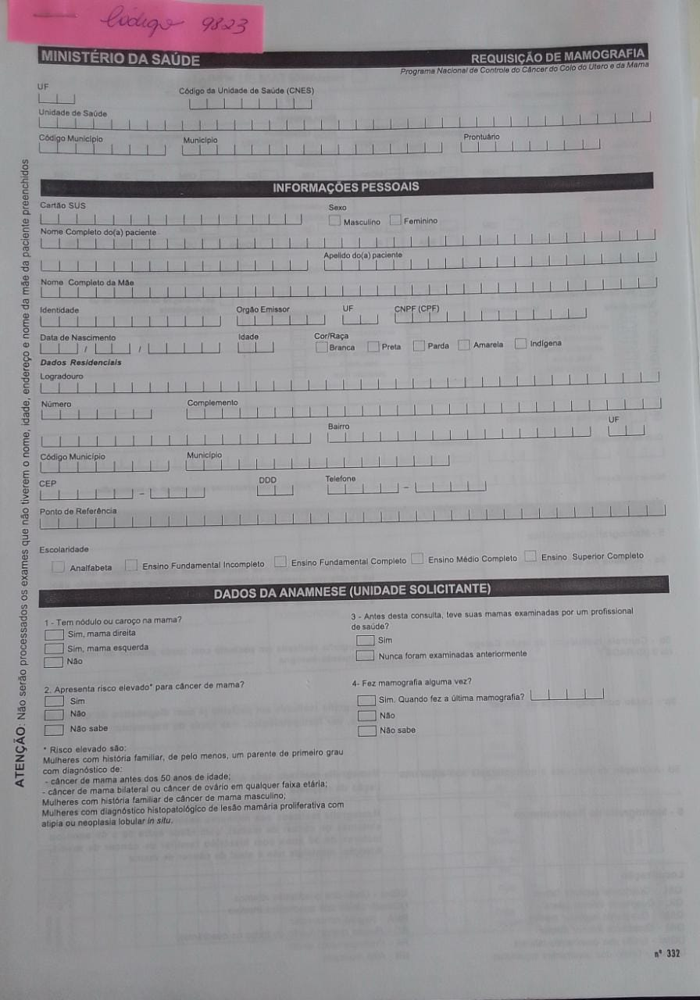 Código 9823
MINISTÉRIO DA SAÚDE
REQUISIÇÃO DE MAMOGRAFIA
Programa Nacional de Controle do Câncer do Colo do Utero e da Mama
UF
Código da Unidade de Saúde (CNES)
Unidade de Saúde
Código Município Município Prontuário
INFORMAÇÕES PESSOAIS
Cartão SUS Sexo
Masculino Feminino
Nome Completo do(a) paciente
Apelido do(a) paciente
Nome Completo da Mãe
Identidade Orgão Emissor UF CNPF (CPF)
Data de Nascimento Idade Cor/Raça
/ / Branca Preta Parda Amarela Indígena
Dados Residenciais
Logradouro
Número Complemento
Bairro UF
Código Município Município
CEP DDD Telefone
Ponto de Referência
Escolaridade
Analfabeta Ensino Fundamental Incompleto Ensino Fundamental Completo Ensino Médio Completo Ensino Superior Completo
DADOS DA ANAMNESE (UNIDADE SOLICITANTE)
1 - Tem nódulo ou caroço na mama?
Sim, mama direita
Sim, mama esquerda
Não
2. Apresenta risco elevado* para câncer de mama?
Sim
Não
Não sabe
* Risco elevado são:
Mulheres com história familiar, de pelo menos, um parente de primeiro grau
com diagnóstico de:
- câncer de mama antes dos 50 anos de idade;
- câncer de mama bilateral ou câncer de ovário em qualquer faixa etária;
Mulheres com história familiar de câncer de mama masculino;
Mulheres com diagnóstico histopatológico de lesão mamária proliferativa com
atipia ou neoplasia lobular in situ.
3 - Antes desta consulta, teve suas mamas examinadas por um profissional
de saúde?
Sim
Nunca foram examinadas anteriormente
4- Fez mamografia alguma vez?
Sim. Quando fez a última mamografia?
Não
Não sabe
ATENÇÃO: Não serão processados os exames que não tiverem o nome, idade, endereço e nome da mãe da paciente preenchidos
nº 332